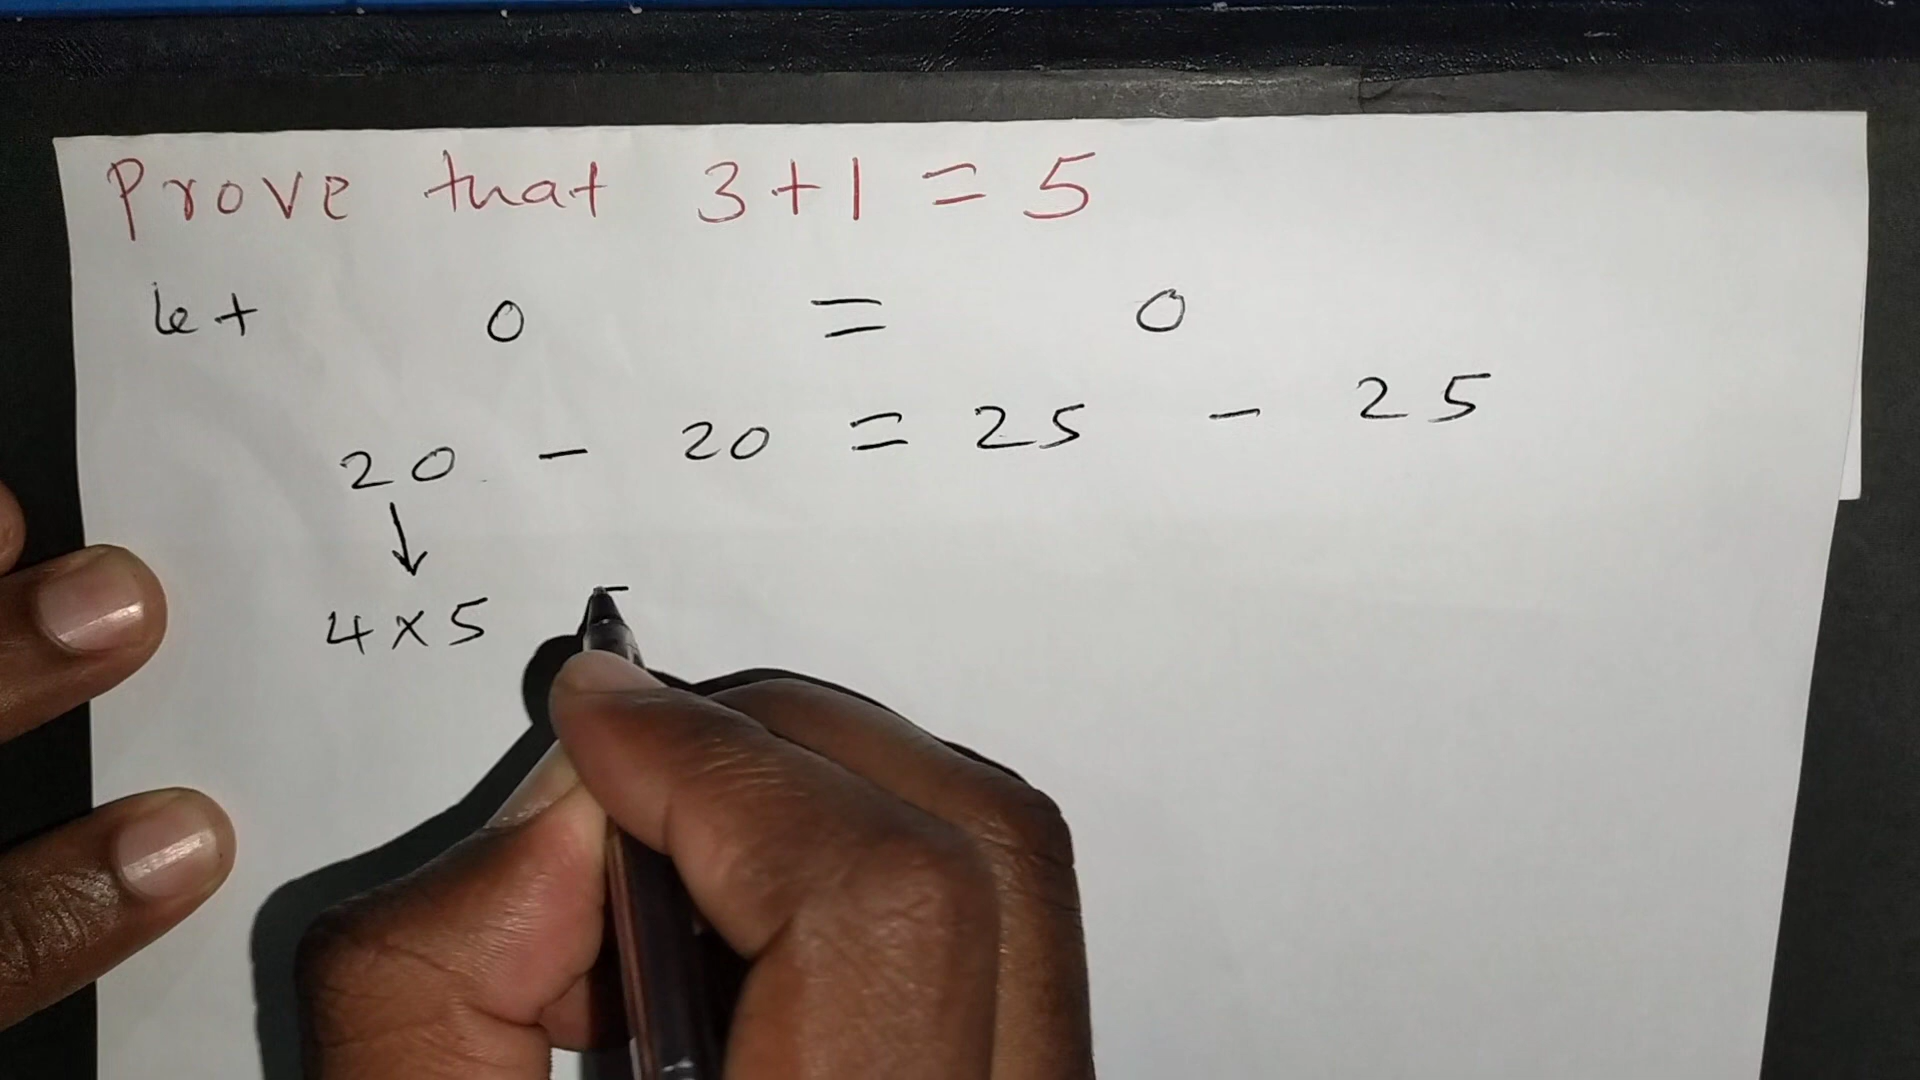 Prove that 3+1=5
let 0 = 0
20 - 20 = 25 - 25
↓
4×5 -